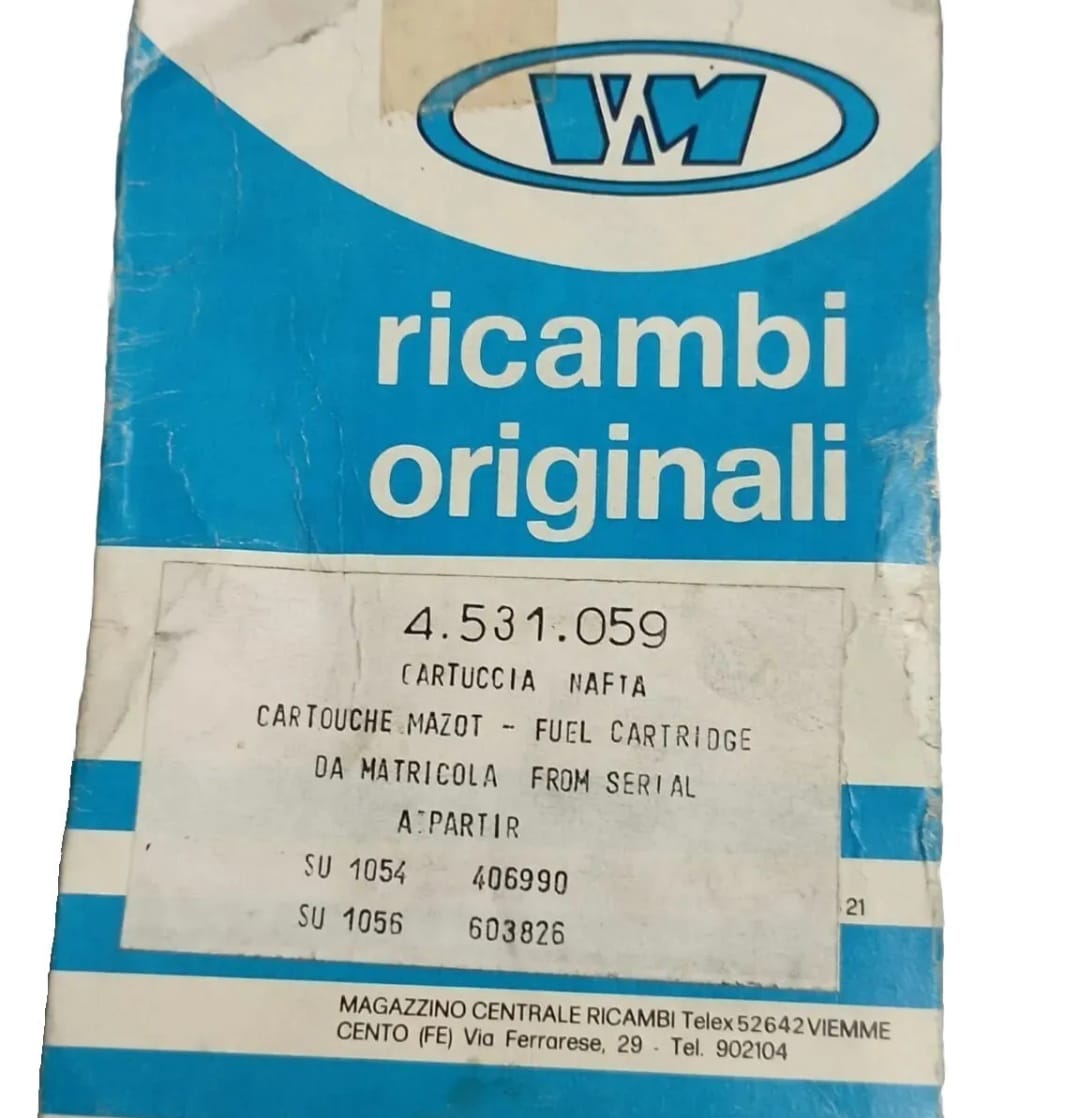 VM
ricambi
originali
4.531.059
CARTUCCIA NAFTA
CARTOUCHE MAZOT - FUEL CARTRIDGE
DA MATRICOLA FROM SERIAL
A PARTIR
SU 1054 406990
SU 1056 603826
21
MAGAZZINO CENTRALE RICAMBI Telex 52642 VIEMME
CENTO (FE) Via Ferrarese, 29 - Tel. 902104